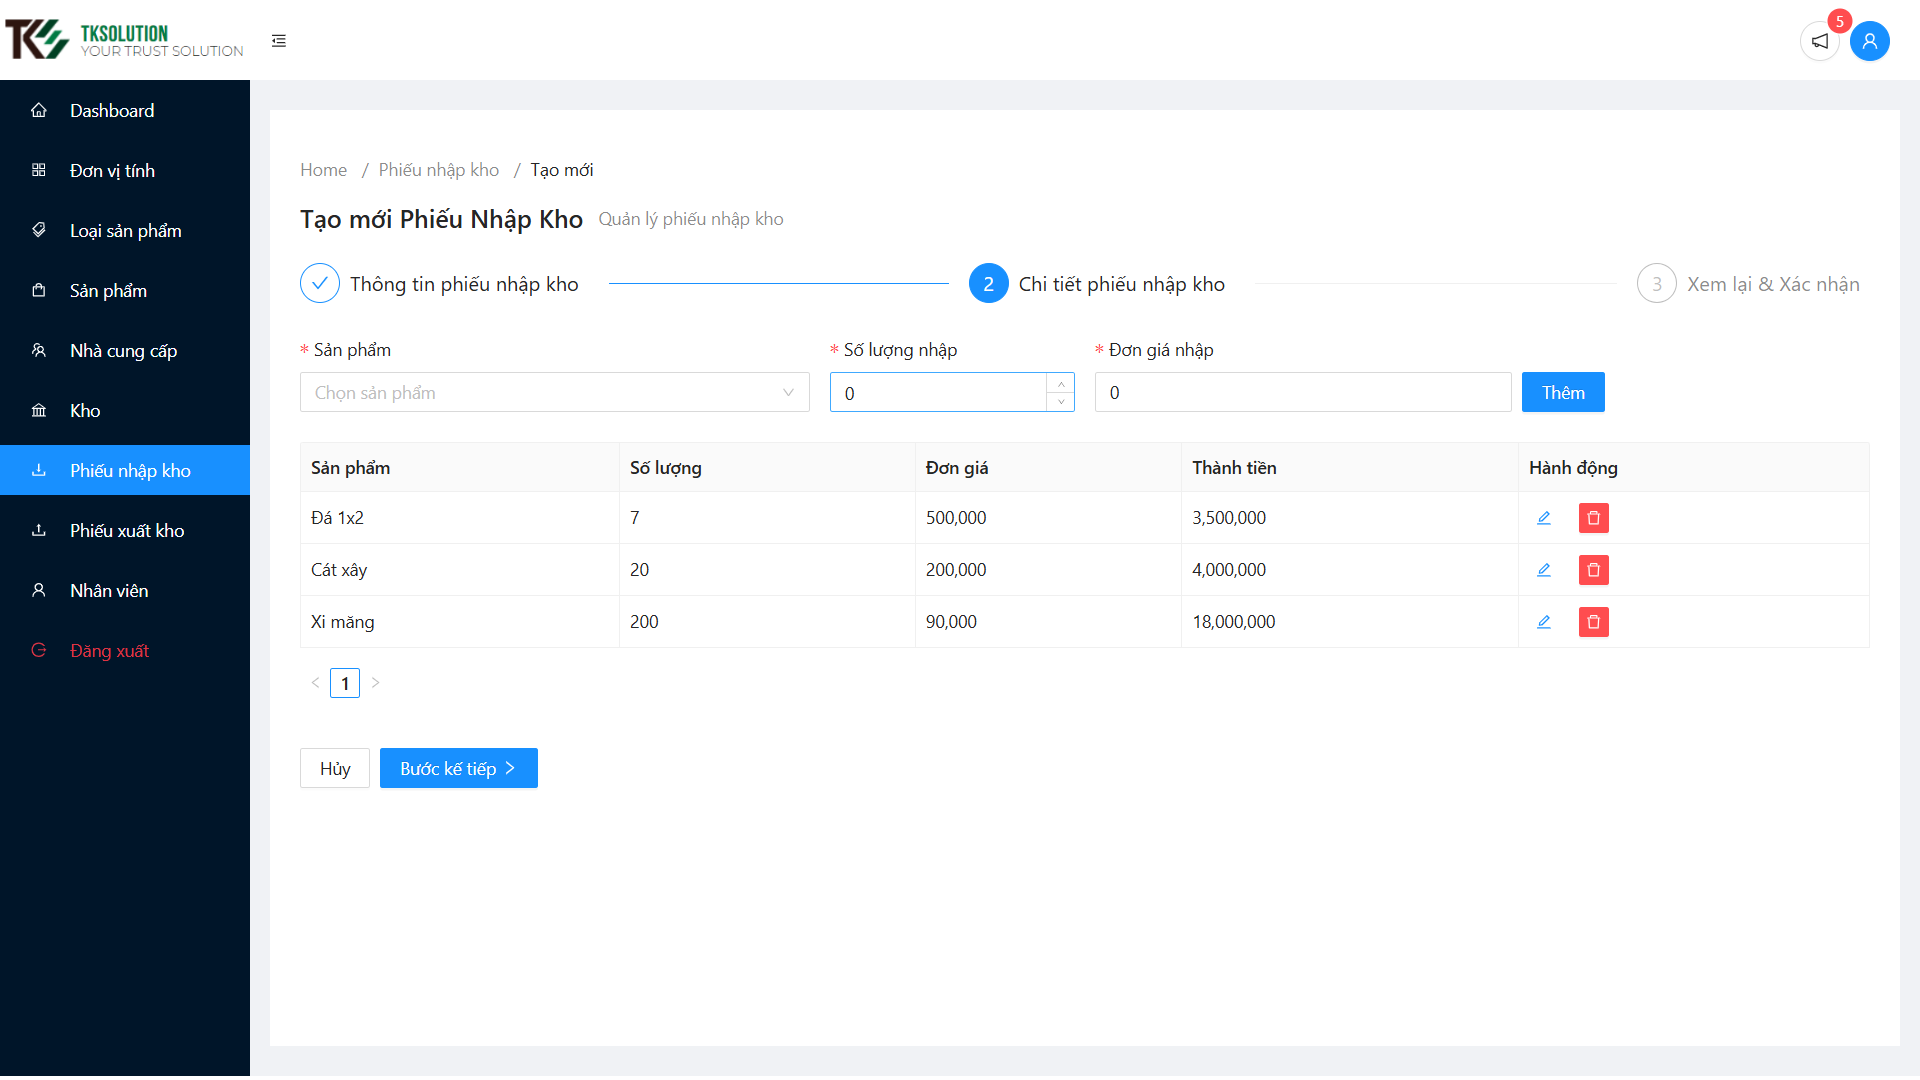 TKS TKSOLUTION
YOUR TRUST SOLUTION
5
Dashboard
Đơn vị tính
Loại sản phẩm
Sản phẩm
Nhà cung cấp
Kho
Phiếu nhập kho
Phiếu xuất kho
Nhân viên
Đăng xuất
Home / Phiếu nhập kho / Tạo mới
Tạo mới Phiếu Nhập Kho Quản lý phiếu nhập kho
Thông tin phiếu nhập kho 2 Chi tiết phiếu nhập kho 3 Xem lại & Xác nhận
* Sản phẩm * Số lượng nhập * Đơn giá nhập
Chọn sản phẩm 0 0 Thêm
Sản phẩm Số lượng Đơn giá Thành tiền Hành động
Đá 1x2 7 500,000 3,500,000
Cát xây 20 200,000 4,000,000
Xi măng 200 90,000 18,000,000
< 1 >
Hủy Bước kế tiếp >